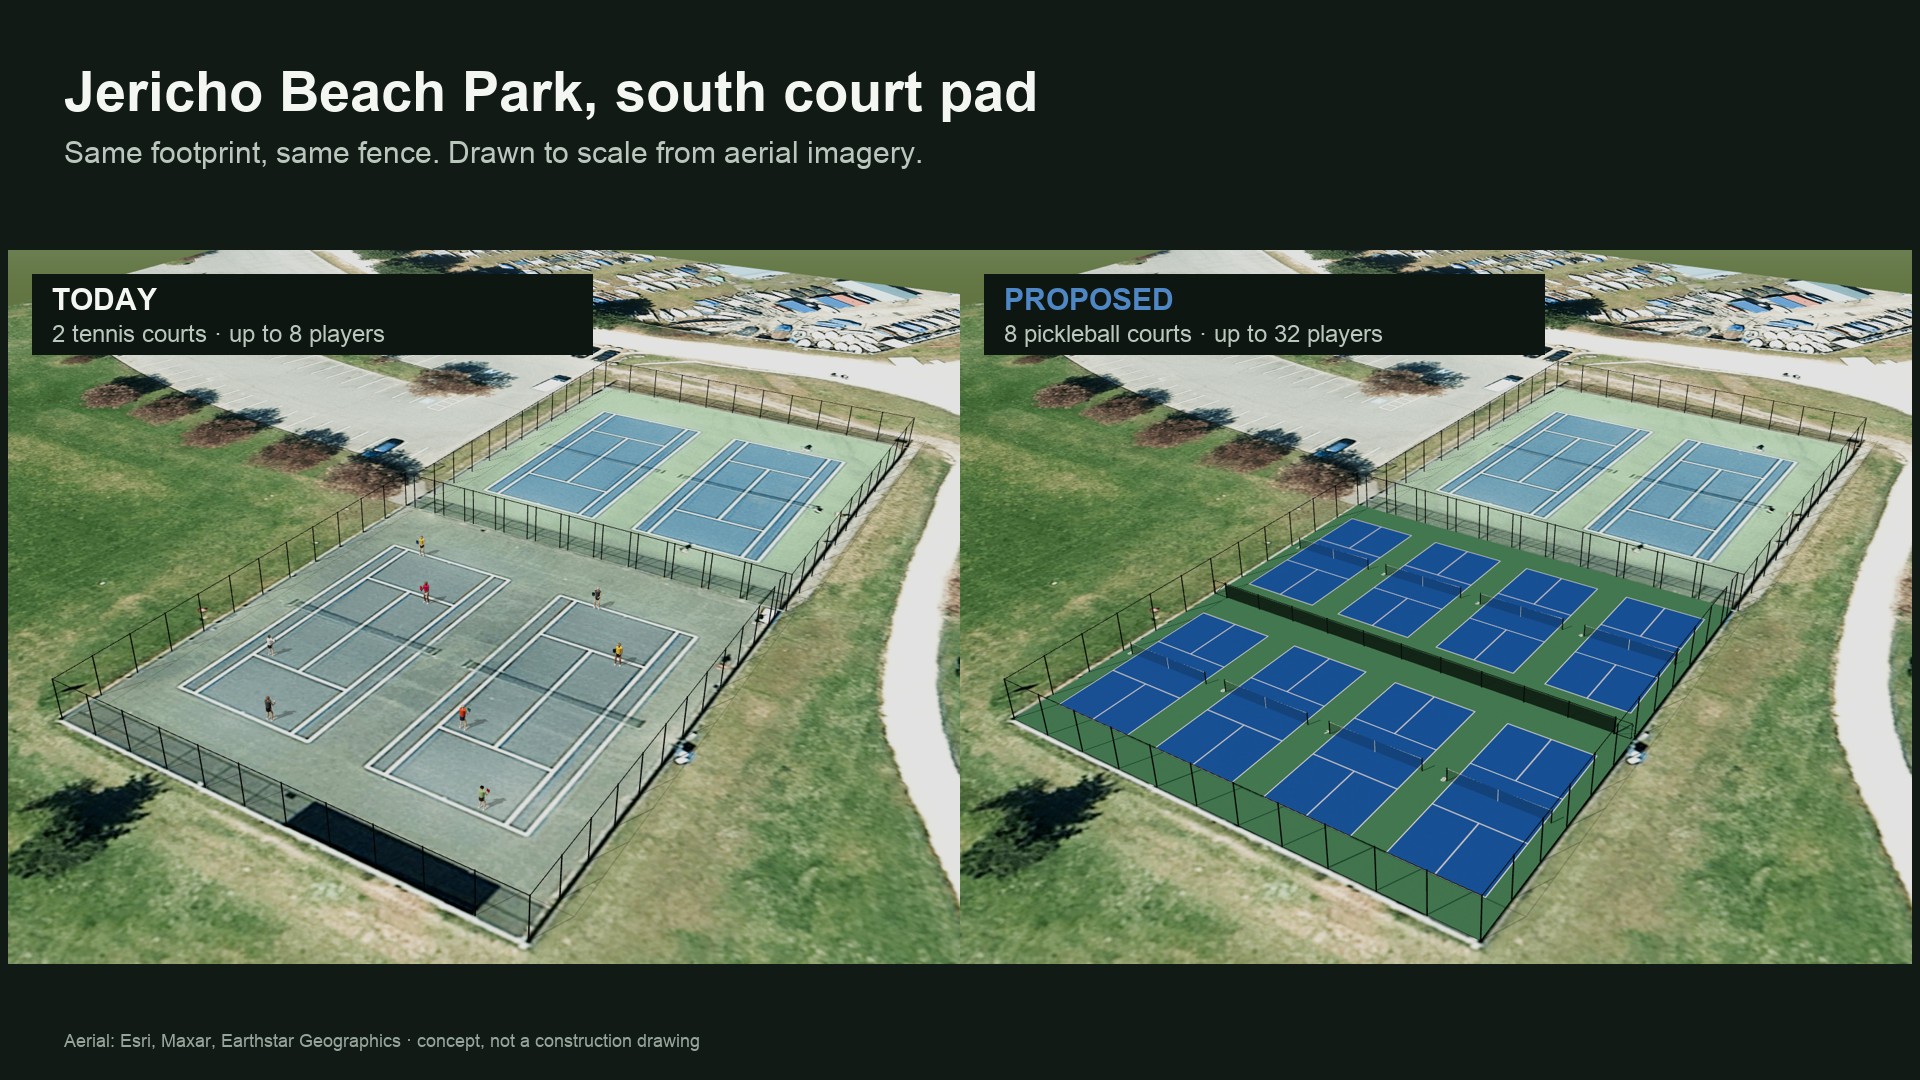 Jericho Beach Park, south court pad
Same footprint, same fence. Drawn to scale from aerial imagery.
TODAY
2 tennis courts · up to 8 players
PROPOSED
8 pickleball courts · up to 32 players
Aerial: Esri, Maxar, Earthstar Geographics · concept, not a construction drawing